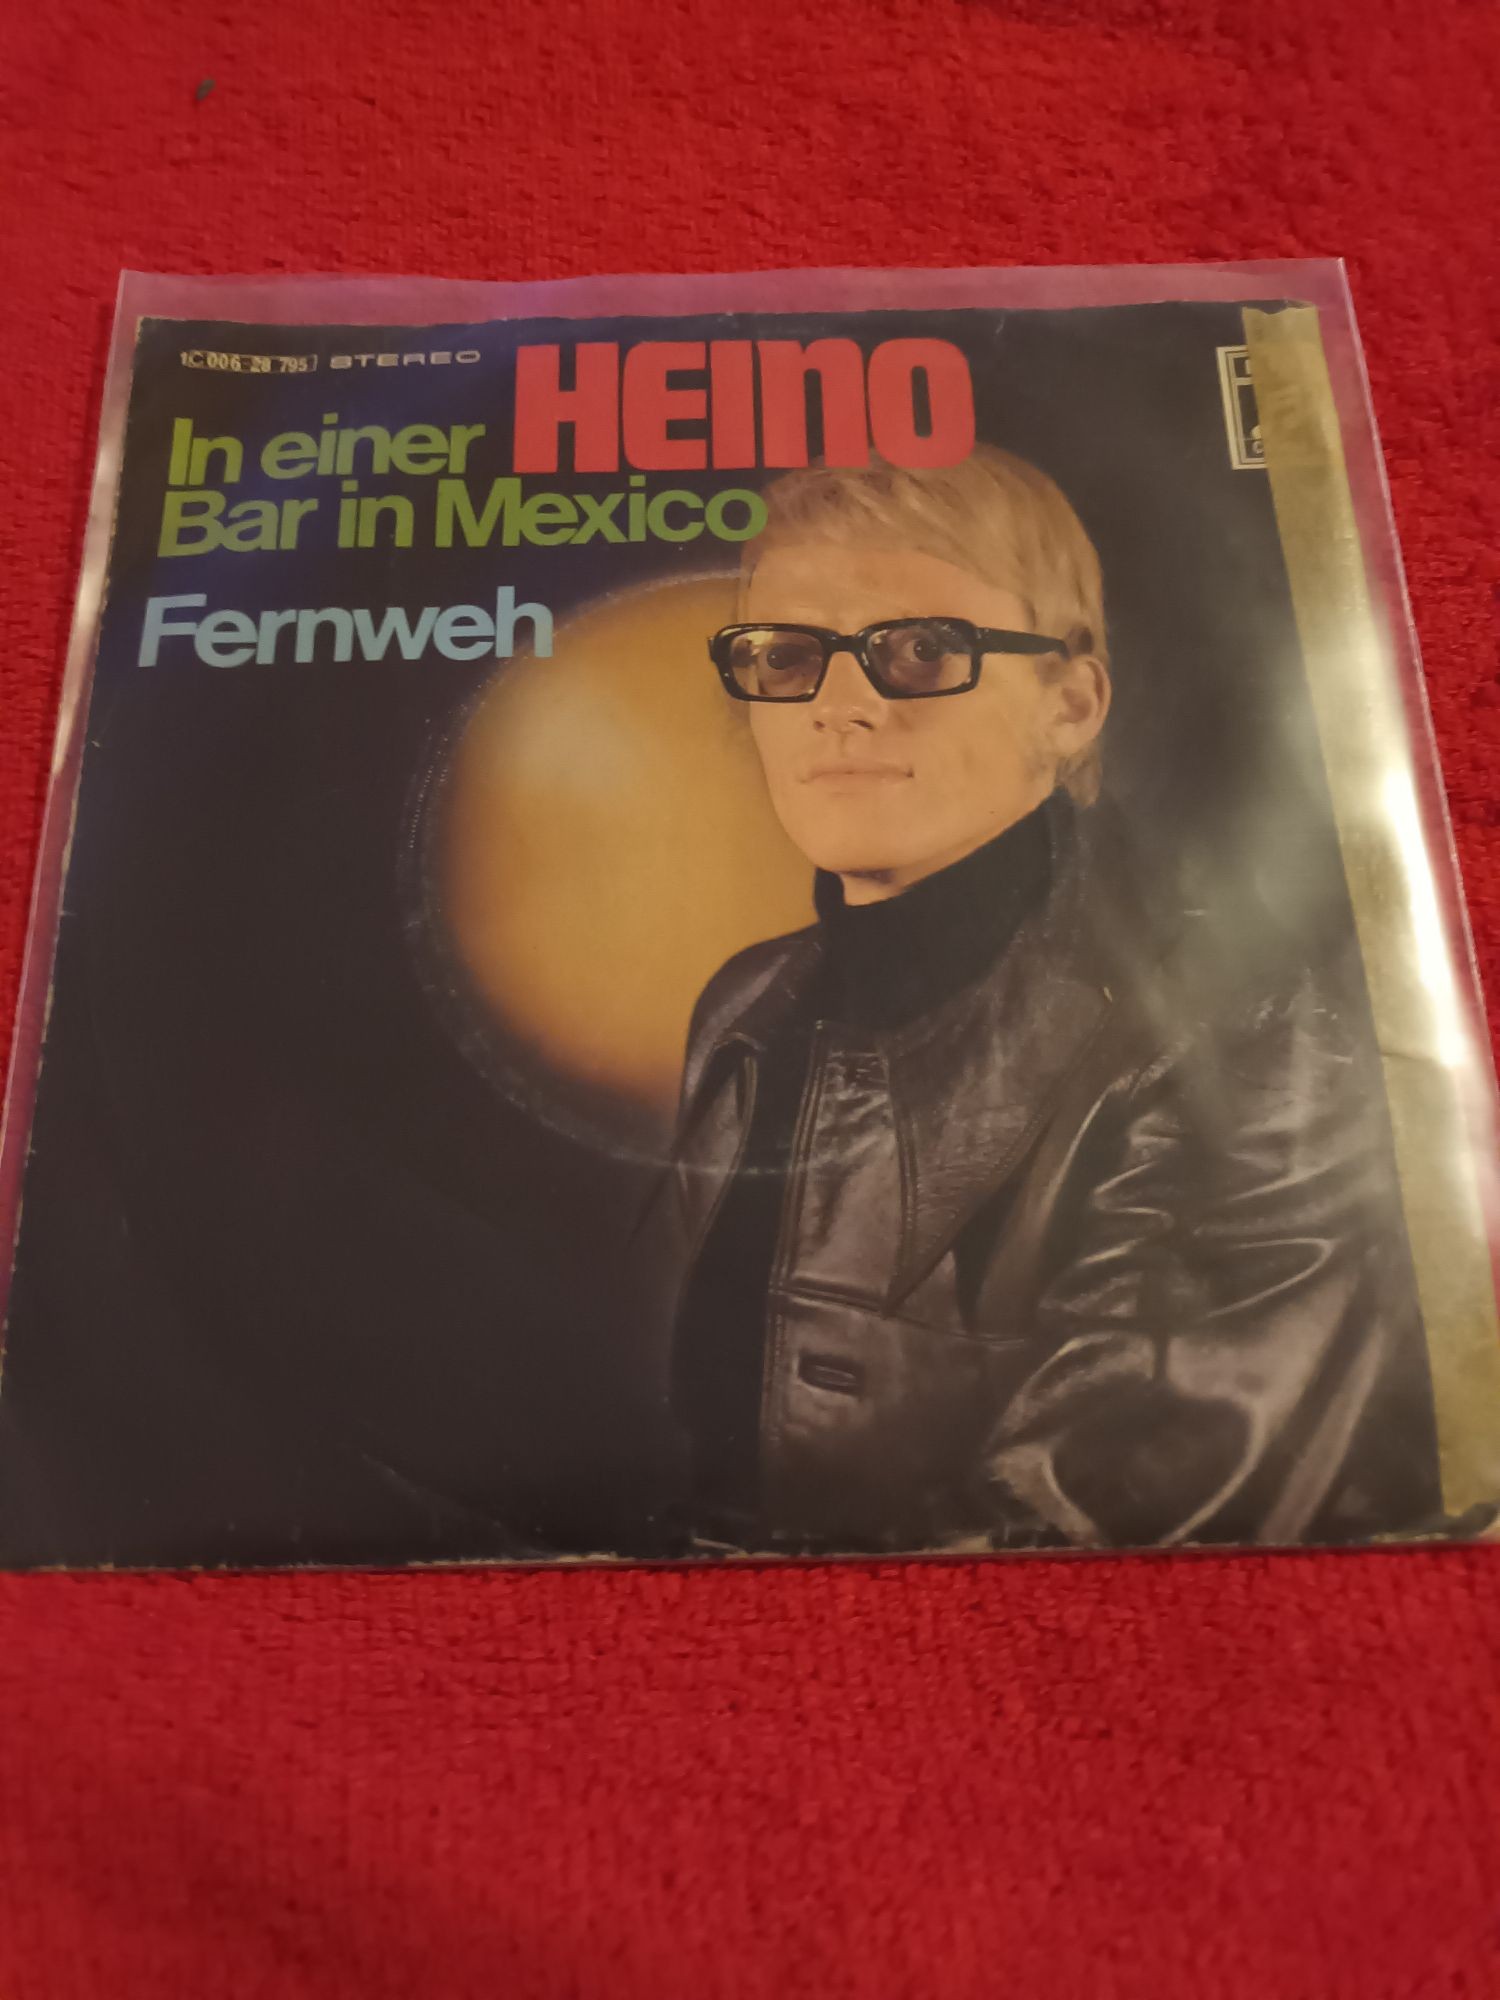 1C 006-28 795 STEREO
HEINO
In einer
Bar in Mexico
Fernweh